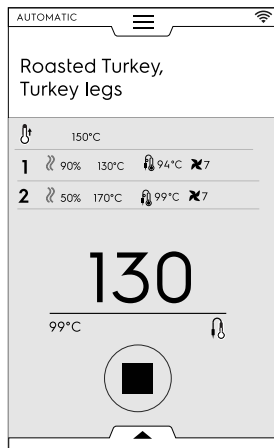 AUTOMATIC
Roasted Turkey,
Turkey legs
150°C
1 90% 130°C 94°C 7
2 50% 170°C 99°C 7
130
99°C